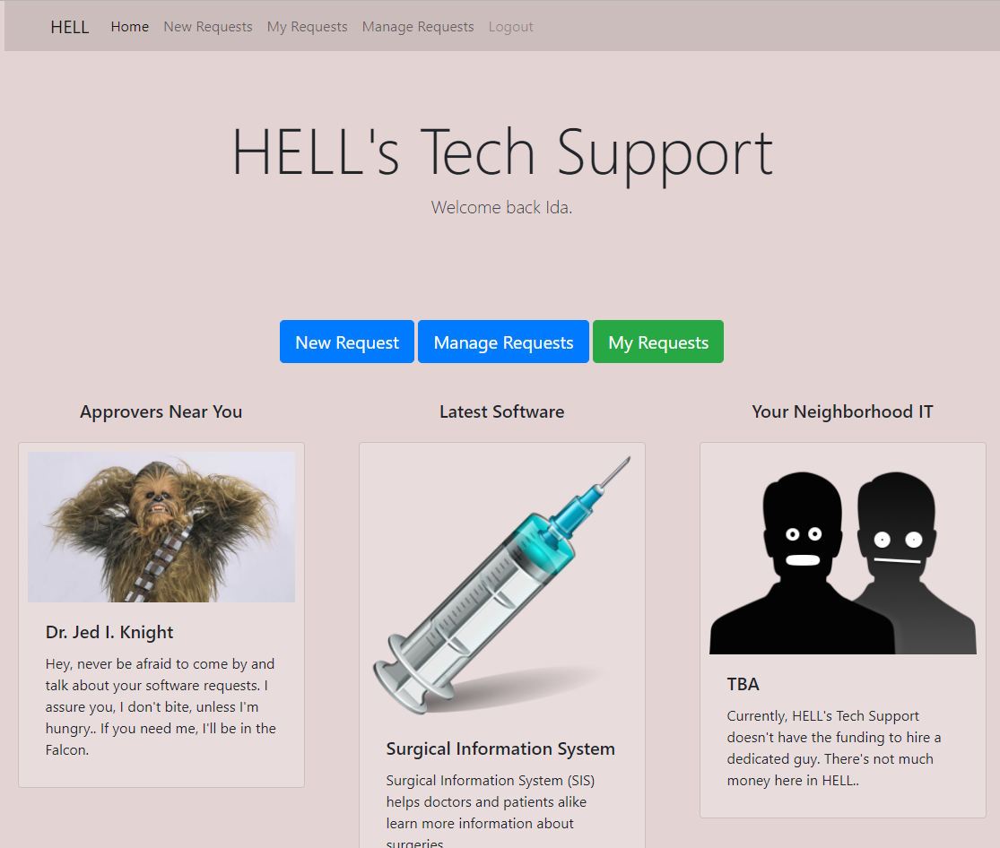 HELL Home New Requests My Requests Manage Requests Logout
HELL's Tech Support
Welcome back Ida.
New Request Manage Requests My Requests
Approvers Near You
Dr. Jed I. Knight
Hey, never be afraid to come by and
talk about your software requests. I
assure you, I don't bite, unless I'm
hungry.. If you need me, I'll be in the
Falcon.
Latest Software
Surgical Information System
Surgical Information System (SIS)
helps doctors and patients alike
learn more information about
surgeries
Your Neighborhood IT
TBA
Currently, HELL's Tech Support
doesn't have the funding to hire a
dedicated guy. There's not much
money here in HELL..